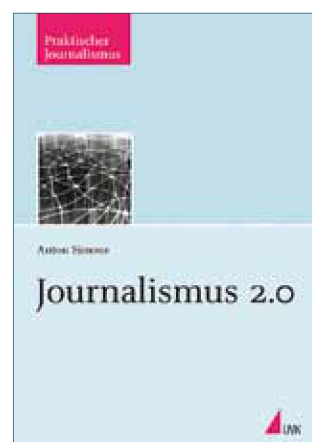 Praktischer
Journalismus
Anton Simons
Journalismus 2.0
UVK